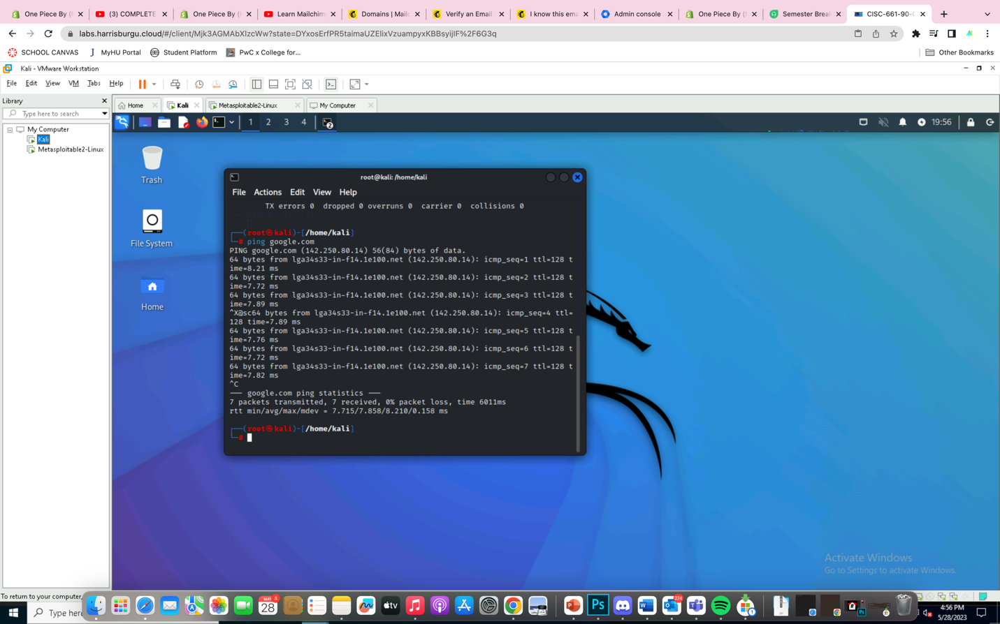 One Piece By (
(3) COMPLETE
One Piece By (
Learn Mailchim
Domains | Mailc
Verify an Email
I know this ema
Admin console
One Piece By (
Semester Break
CISC-661-90-
labs.harrisburgu.cloud/#/client/Mjk3AGMAbXlzcWw?state=DYxosErfPR5taimaUZElixVzuampyxKBBsyijlF%2F6G3q
SCHOOL CANVAS
MyHU Portal
Student Platform
PwC x College for...
Other Bookmarks
Kali - VMware Workstation
File Edit View VM Tabs Help
Library
Type here to search
My Computer
Kali
Metasploitable2-Linux
Home
Kali
Metasploitable2-Linux
My Computer
1 2 3 4
2
19:56
Trash
File System
Home
root@kali: /home/kali
File Actions Edit View Help
TX errors 0 dropped 0 overruns 0 carrier 0 collisions 0
(root㉿kali)-[/home/kali]
# ping google.com
PING google.com (142.250.80.14) 56(84) bytes of data.
64 bytes from lga34s33-in-f14.1e100.net (142.250.80.14): icmp_seq=1 ttl=128 t
ime=8.21 ms
64 bytes from lga34s33-in-f14.1e100.net (142.250.80.14): icmp_seq=2 ttl=128 t
ime=7.72 ms
64 bytes from lga34s33-in-f14.1e100.net (142.250.80.14): icmp_seq=3 ttl=128 t
ime=7.89 ms
^X@sc64 bytes from lga34s33-in-f14.1e100.net (142.250.80.14): icmp_seq=4 ttl=
128 time=7.89 ms
64 bytes from lga34s33-in-f14.1e100.net (142.250.80.14): icmp_seq=5 ttl=128 t
ime=7.76 ms
64 bytes from lga34s33-in-f14.1e100.net (142.250.80.14): icmp_seq=6 ttl=128 t
ime=7.72 ms
64 bytes from lga34s33-in-f14.1e100.net (142.250.80.14): icmp_seq=7 ttl=128 t
ime=7.82 ms
^C
--- google.com ping statistics ---
7 packets transmitted, 7 received, 0% packet loss, time 6011ms
rtt min/avg/max/mdev = 7.715/7.858/8.210/0.158 ms
(root㉿kali)-[/home/kali]
#
Activate Windows
Go to Settings to activate Windows.
To return to your computer,
Type here
MAY 8
28
tv
Ps
274
1
4:56 PM
5/28/2023